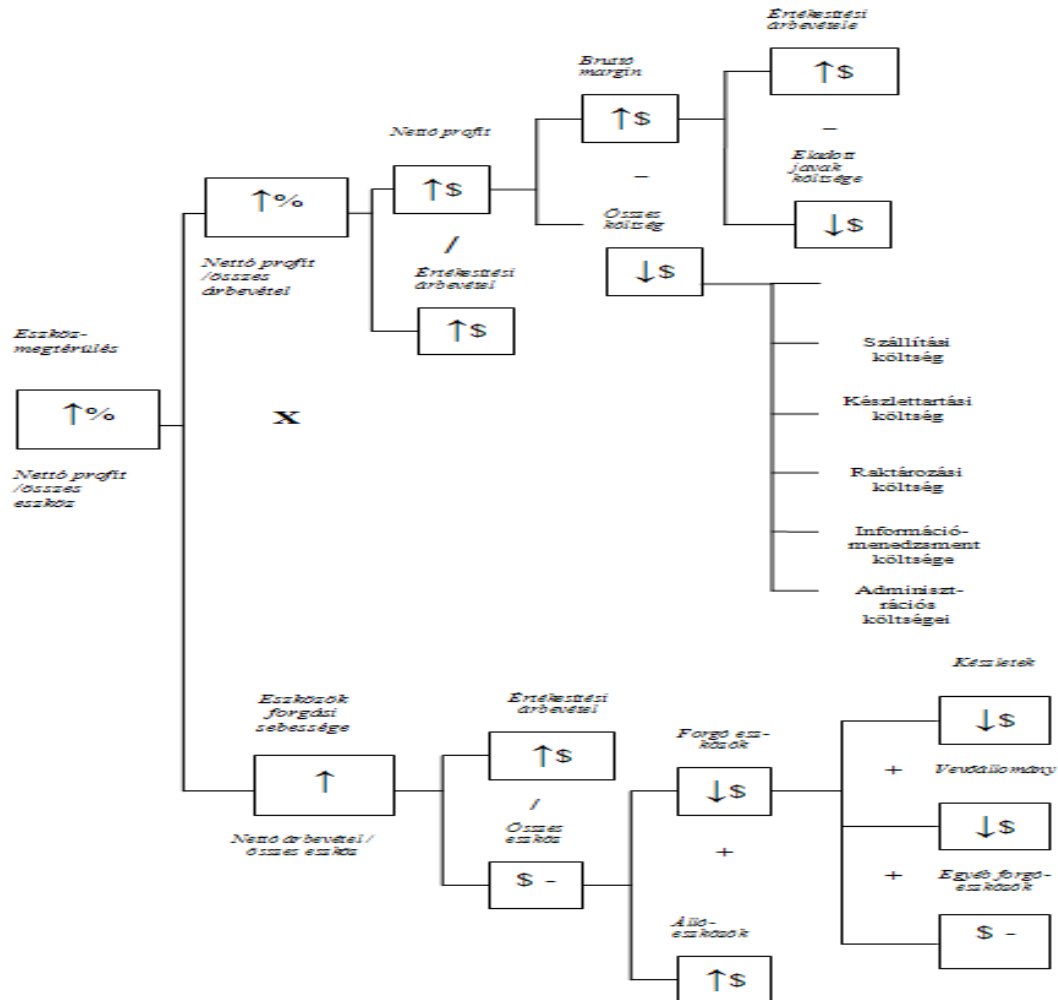 Értékesítési
árbevétele
↑$
–
Eladott
javak
költsége
↓$
Bruttó
margin
↑$
–
Összes
költség
↓$
Nettó profit
↑$
/
Értékesítési
árbevétel
↑$
↑%
Nettó profit
/összes
árbevétel
Szállítási
költség
Készlettartási
költség
Raktározási
költség
Információ-
menedzsment
költsége
Adminiszt-
rációs
költségei
Eszköz-
megtérülés
↑%
Nettó profit
/összes
eszköz
X
Eszközök
forgási
sebessége
↑
Nettó árbevétel /
összes eszköz
Értékesítési
árbevétel
↑$
/
Összes
eszköz
$ -
Forgó esz-
közök
↓$
+
Álló-
eszközök
↑$
Készletek
↓$
+ Vevőállomány
↓$
+ Egyéb forgó-
eszközök
$ -